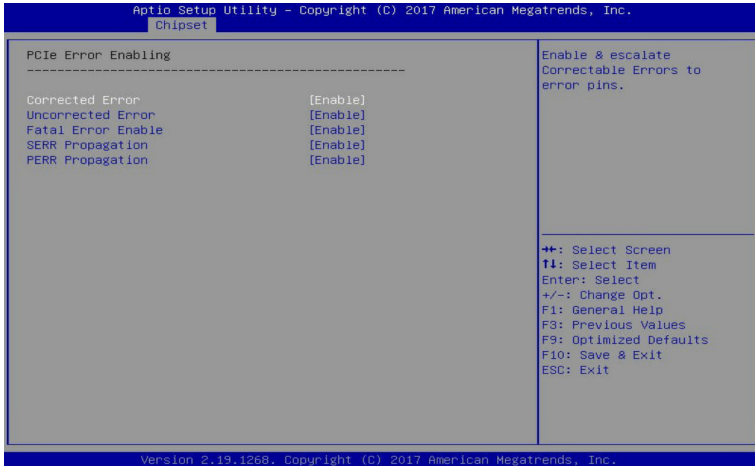 Aptio Setup Utility – Copyright (C) 2017 American Megatrends, Inc.
Chipset
PCIe Error Enabling
--------------------------------------------------
Corrected Error [Enable]
Uncorrected Error [Enable]
Fatal Error Enable [Enable]
SERR Propagation [Enable]
PERR Propagation [Enable]
Enable & escalate
Correctable Errors to
error pins.
→←: Select Screen
↑↓: Select Item
Enter: Select
+/-: Change Opt.
F1: General Help
F3: Previous Values
F9: Optimized Defaults
F10: Save & Exit
ESC: Exit
Version 2.19.1268. Copyright (C) 2017 American Megatrends, Inc.